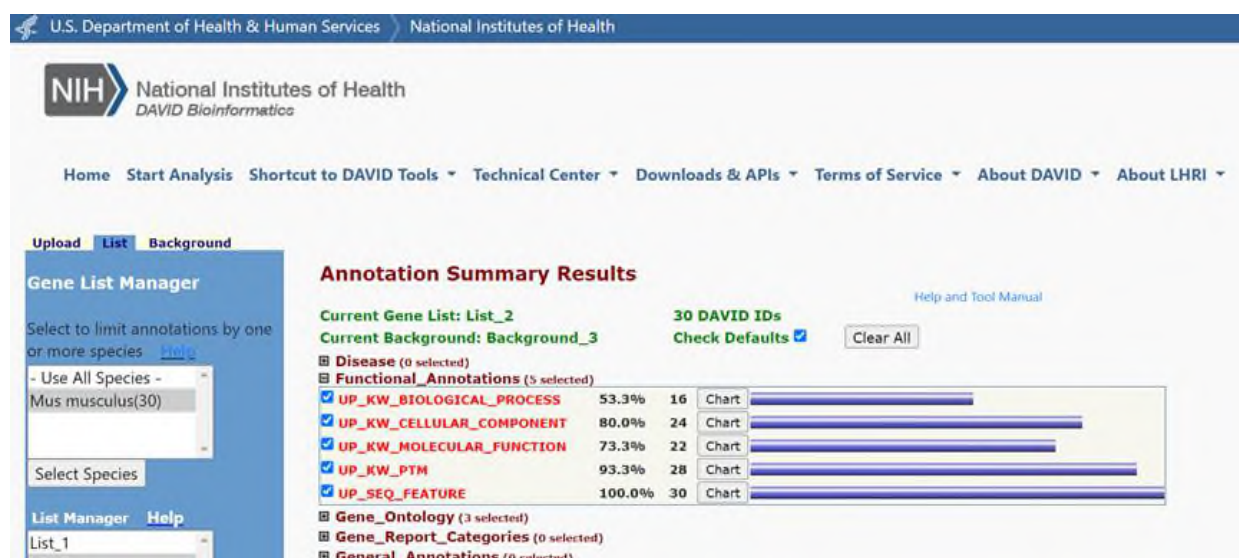 U.S. Department of Health & Human Services National Institutes of Health
NIH National Institutes of Health
DAVID Bioinformatics
Home Start Analysis Shortcut to DAVID Tools Technical Center Downloads & APIs Terms of Service About DAVID About LHRI
Upload List Background
Gene List Manager
Select to limit annotations by one
or more species Help
- Use All Species -
Mus musculus(30)
Select Species
List Manager Help
List_1
Annotation Summary Results
Help and Tool Manual
Current Gene List: List_2 30 DAVID IDs
Current Background: Background_3 Check Defaults Clear All
Disease (0 selected)
Functional_Annotations (5 selected)
UP_KW_BIOLOGICAL_PROCESS 53.3% 16 Chart
UP_KW_CELLULAR_COMPONENT 80.0% 24 Chart
UP_KW_MOLECULAR_FUNCTION 73.3% 22 Chart
UP_KW_PTM 93.3% 28 Chart
UP_SEQ_FEATURE 100.0% 30 Chart
Gene_Ontology (3 selected)
Gene_Report_Categories (0 selected)
General_Annotations (0 selected)